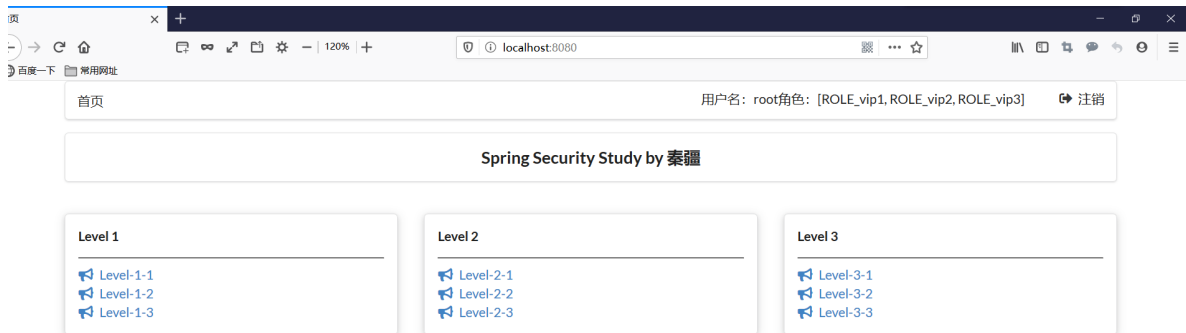 页
120%
localhost:8080
百度一下 常用网址
首页 用户名：root角色：[ROLE_vip1, ROLE_vip2, ROLE_vip3] 注销
Spring Security Study by 秦疆
Level 1
Level-1-1
Level-1-2
Level-1-3
Level 2
Level-2-1
Level-2-2
Level-2-3
Level 3
Level-3-1
Level-3-2
Level-3-3